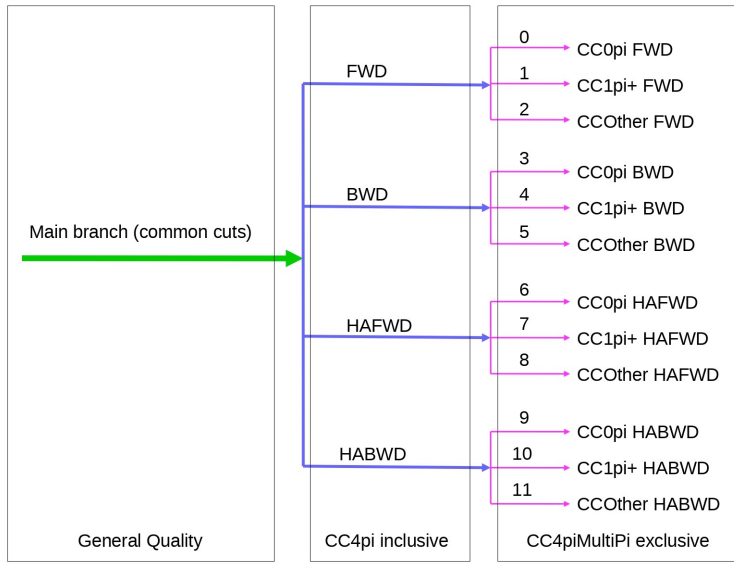 0
CC0pi FWD
FWD
1
CC1pi+ FWD
2
CCOther FWD
3
CC0pi BWD
BWD
4
CC1pi+ BWD
5
CCOther BWD
Main branch (common cuts)
6
CC0pi HAFWD
HAFWD
7
CC1pi+ HAFWD
8
CCOther HAFWD
9
CC0pi HABWD
HABWD
10
CC1pi+ HABWD
11
CCOther HABWD
General Quality
CC4pi inclusive
CC4piMultiPi exclusive